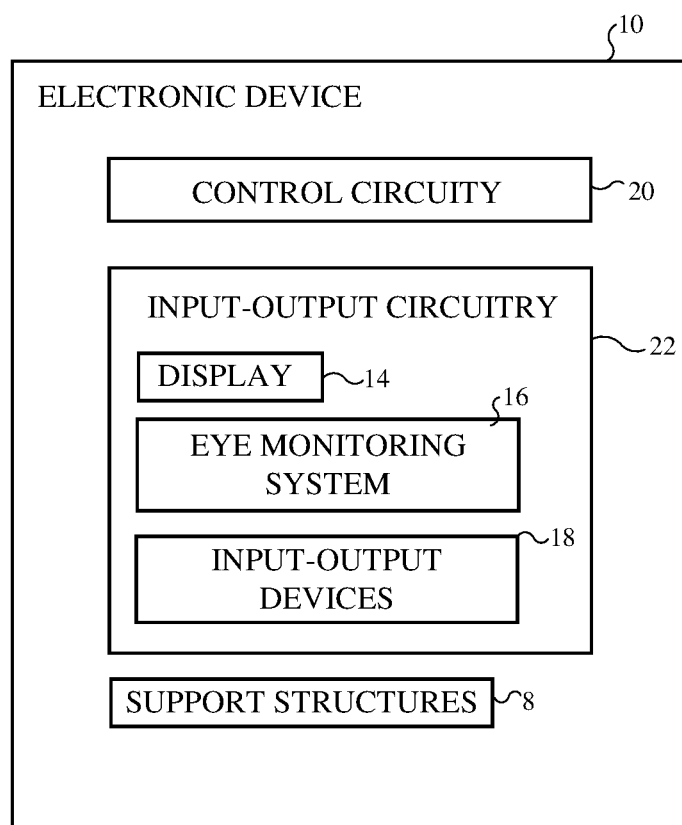 10
ELECTRONIC DEVICE
CONTROL CIRCUITY
20
INPUT-OUTPUT CIRCUITRY
22
DISPLAY
14
16
EYE MONITORING
SYSTEM
18
INPUT-OUTPUT
DEVICES
SUPPORT STRUCTURES
8